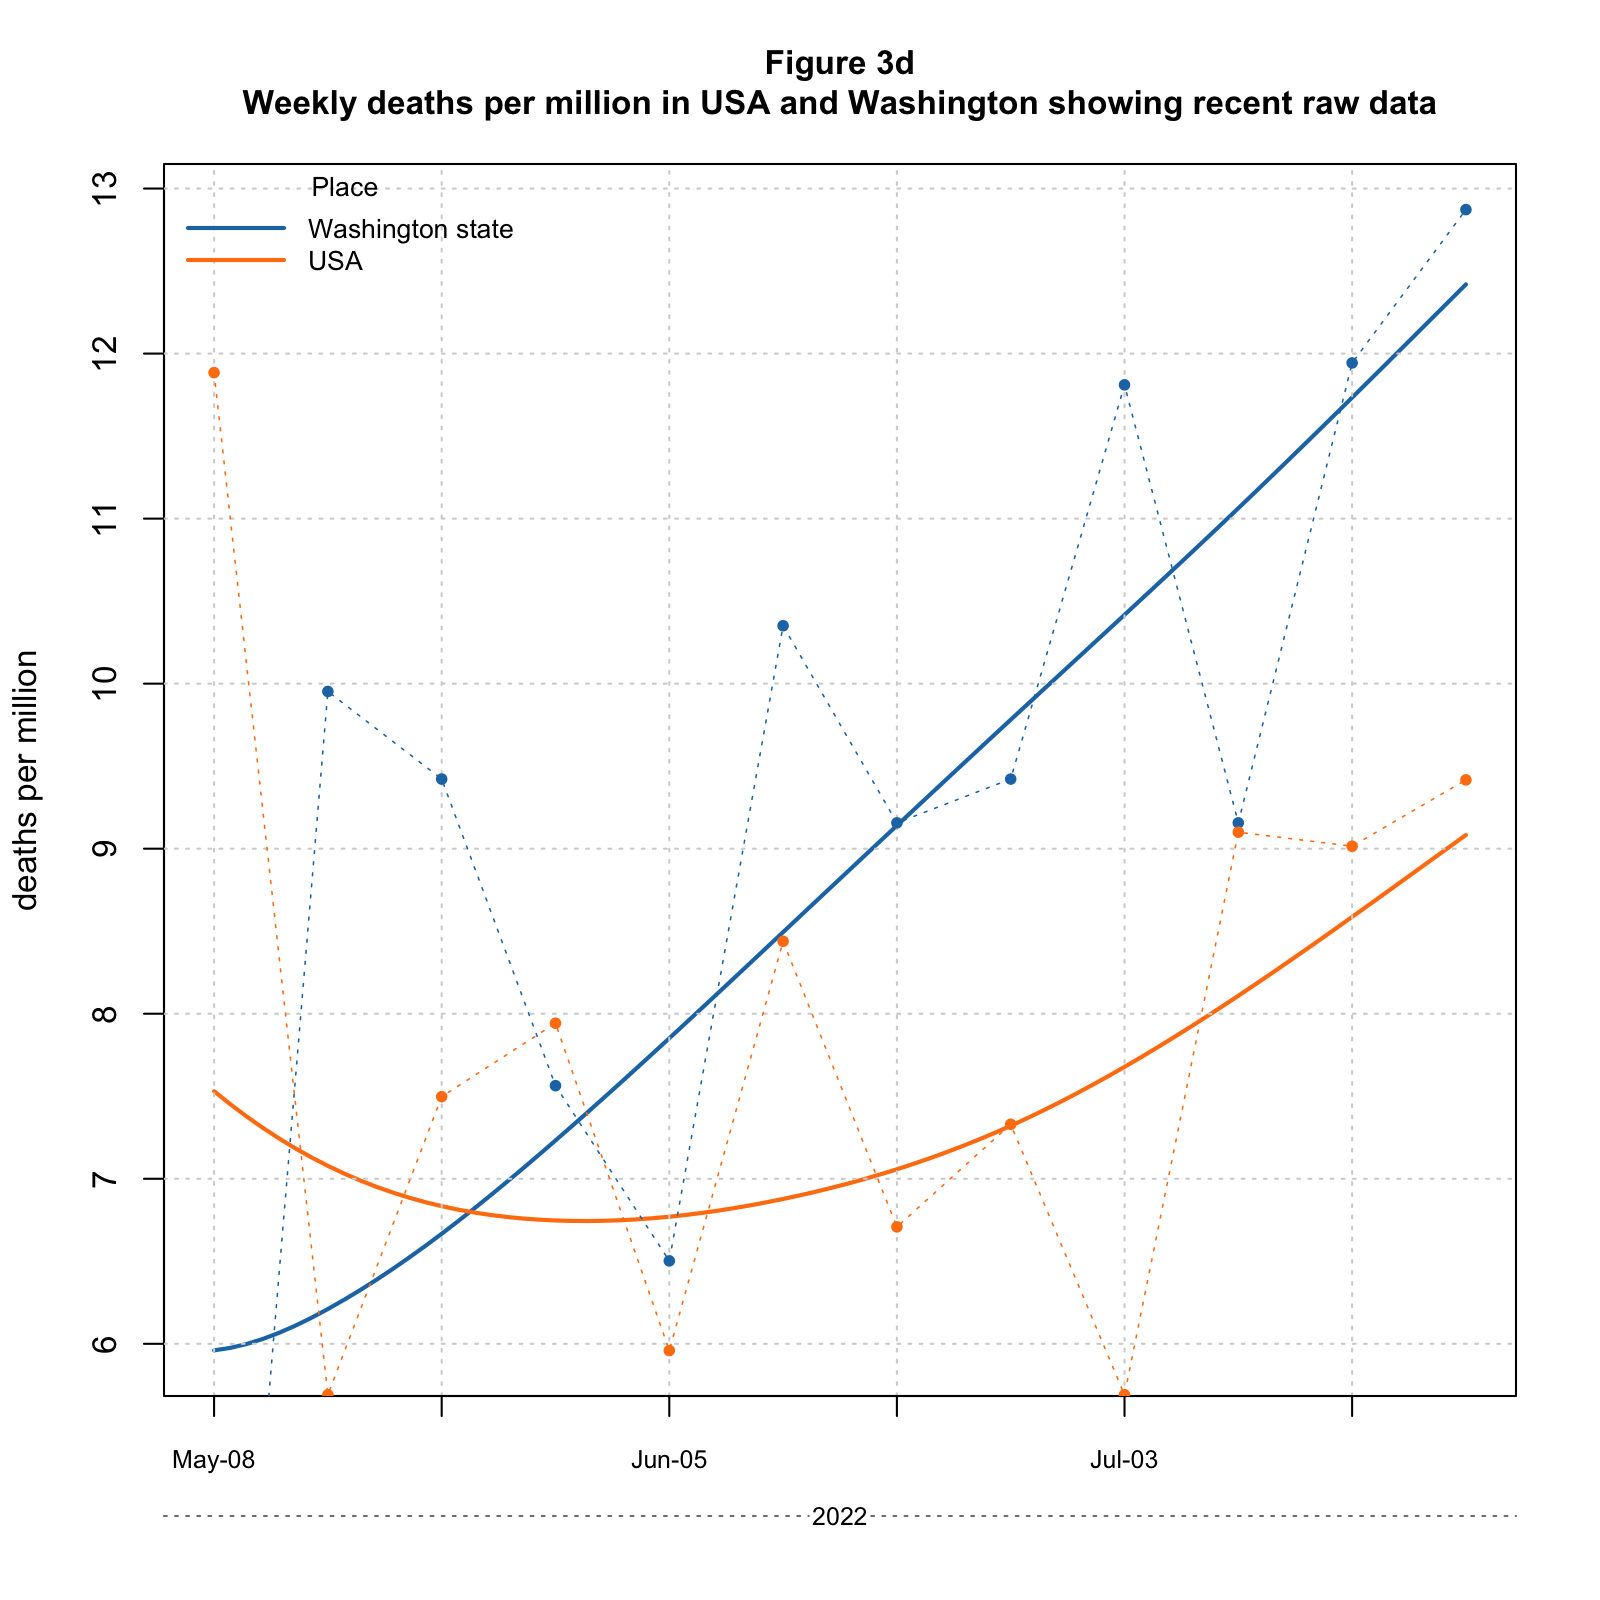 Figure 3d
Weekly deaths per million in USA and Washington showing recent raw data
Place
Washington state
USA
deaths per million
13
12
11
10
9
8
7
6
May-08
Jun-05
Jul-03
2022